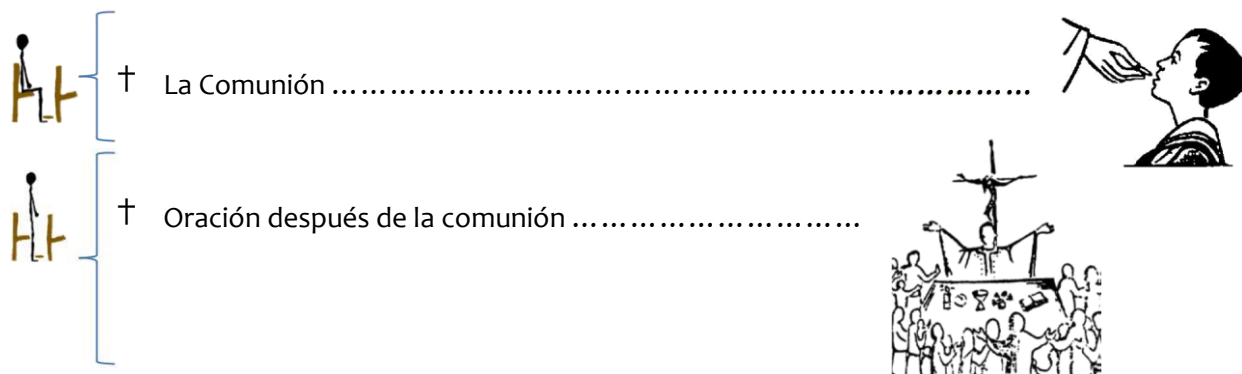 † La Comunión ………………………………………………………………
† Oración después de la comunión …………………………